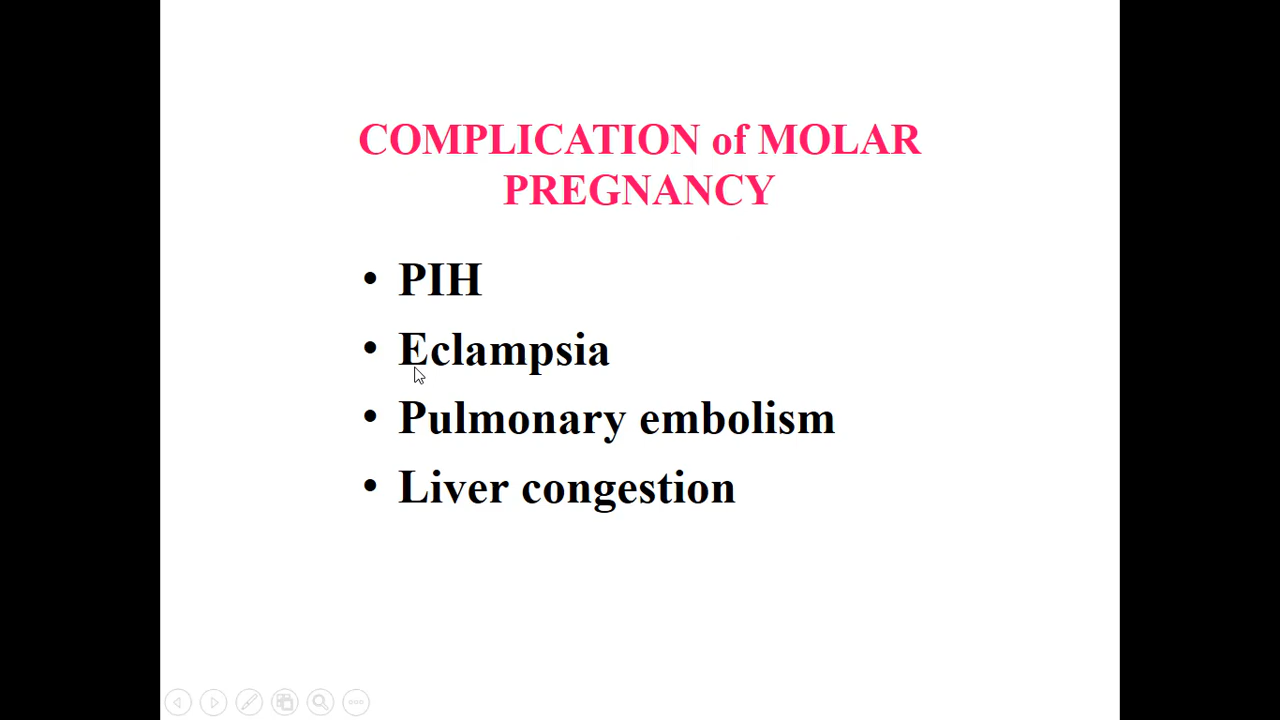 COMPLICATION of MOLAR
PREGNANCY
• PIH
• Eclampsia
• Pulmonary embolism
• Liver congestion